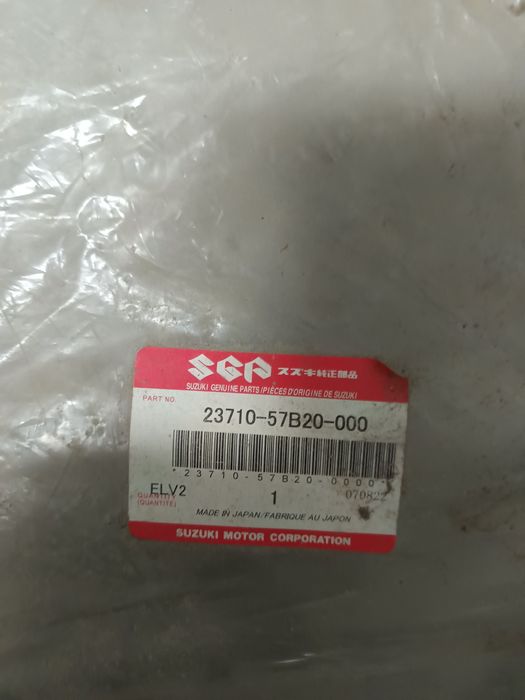 SGP スズキ純正部品
SUZUKI GENUINE PARTS/PIÈCES D'ORIGINE DE SUZUKI
PART NO.
23710-57B20-000
*23710-57B20-0000*
ELV2
QUANTITY
(QUANTITÉ)
1
070822
MADE IN JAPAN/FABRIQUE AU JAPON
SUZUKI MOTOR CORPORATION